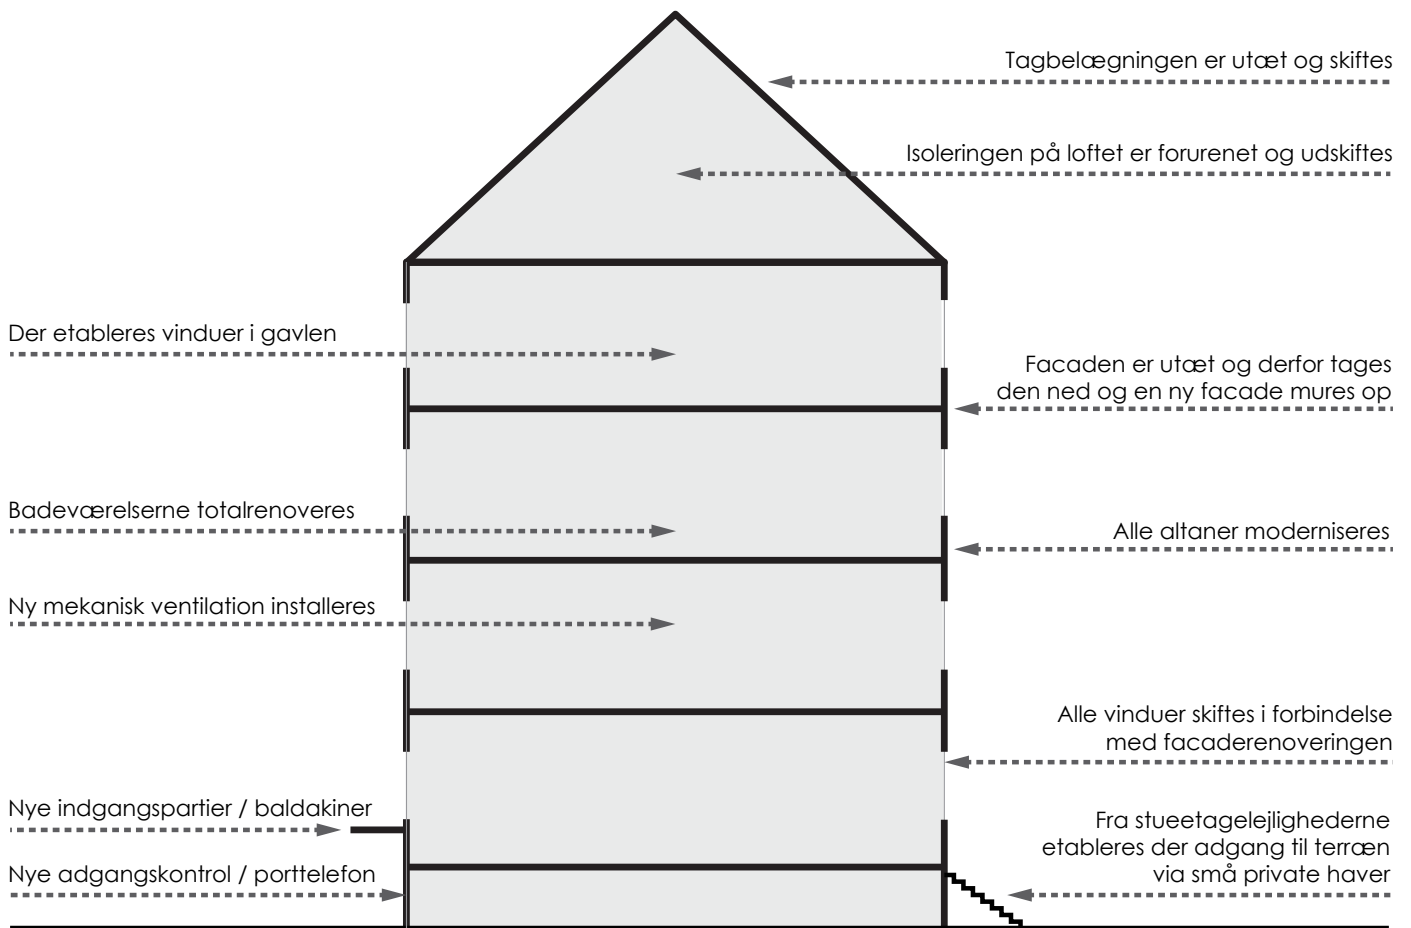 Tagbelægningen er utæt og skiftes
Isoleringen på loftet er forurenet og udskiftes
Der etableres vinduer i gavlen
Facaden er utæt og derfor tages
den ned og en ny facade mures op
Badeværelserne totalrenoveres
Alle altaner moderniseres
Ny mekanisk ventilation installeres
Alle vinduer skiftes i forbindelse
med facaderenoveringen
Nye indgangspartier / baldakiner
Fra stueetagelejlighederne
etableres der adgang til terræn
via små private haver
Nye adgangskontrol / porttelefon